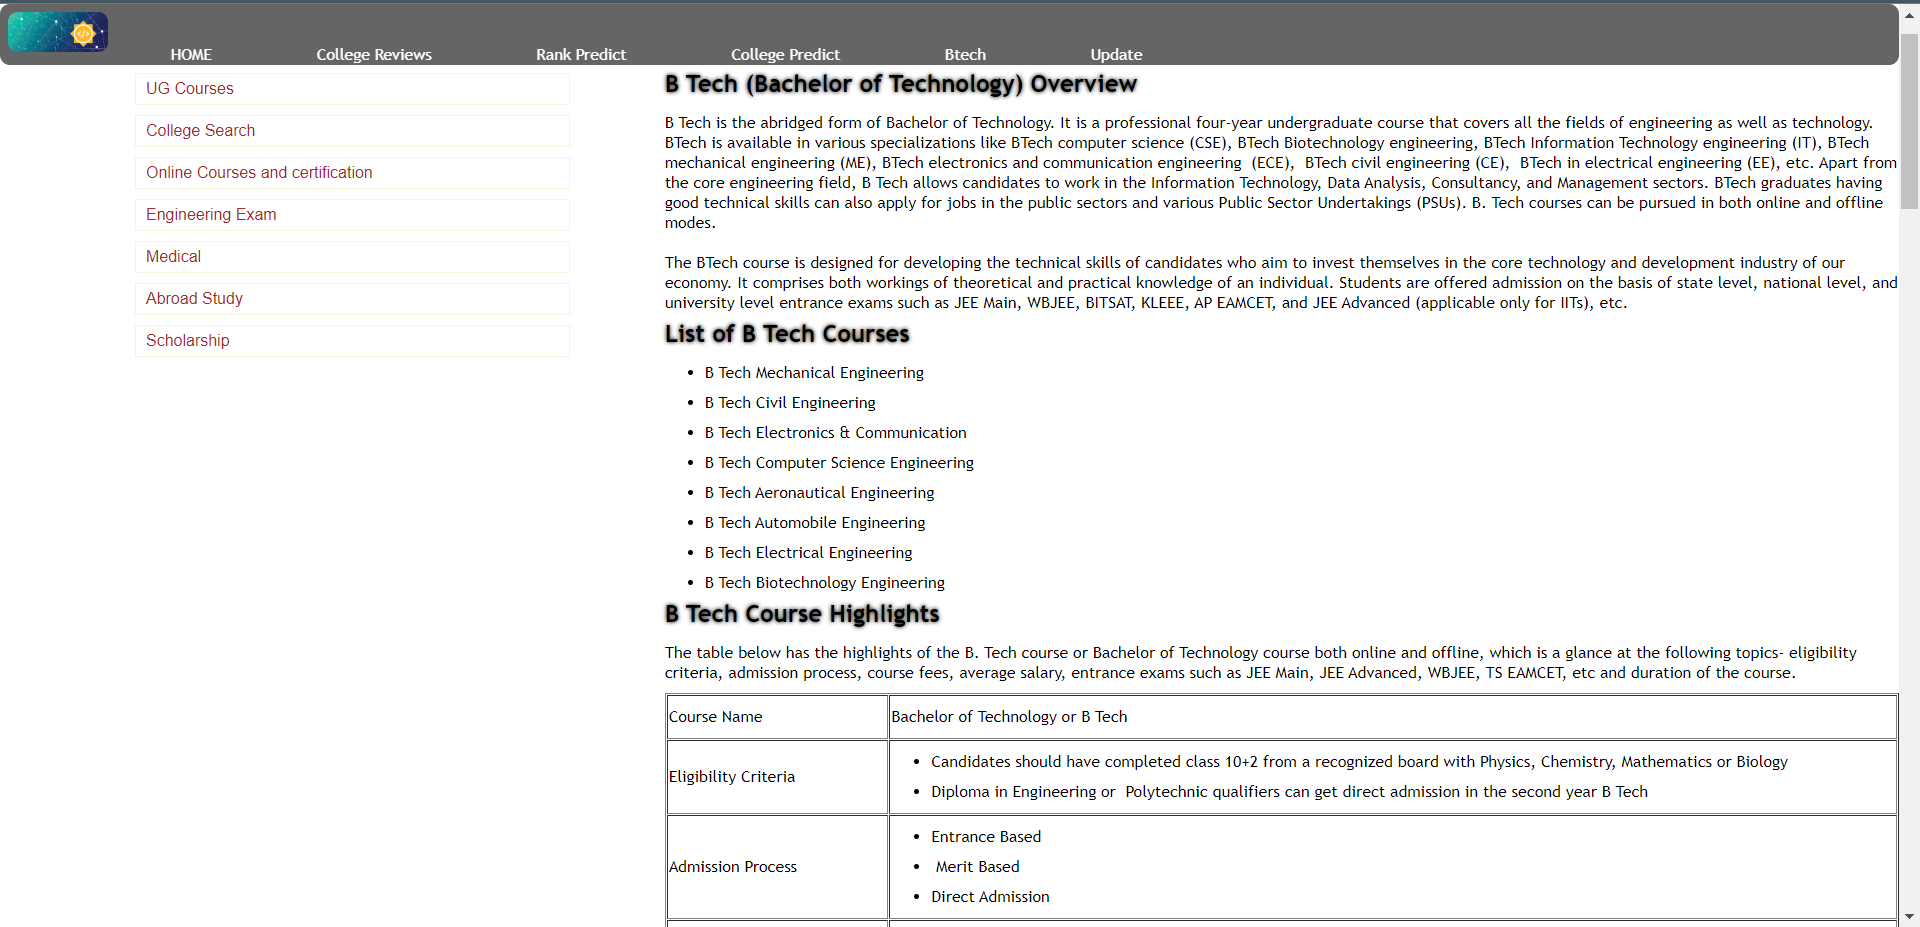 HOME College Reviews Rank Predict College Predict Btech Update
UG Courses
College Search
Online Courses and certification
Engineering Exam
Medical
Abroad Study
Scholarship
B Tech (Bachelor of Technology) Overview
B Tech is the abridged form of Bachelor of Technology. It is a professional four-year undergraduate course that covers all the fields of engineering as well as technology.
BTech is available in various specializations like BTech computer science (CSE), BTech Biotechnology engineering, BTech Information Technology engineering (IT), BTech
mechanical engineering (ME), BTech electronics and communication engineering  (ECE),  BTech civil engineering (CE),  BTech in electrical engineering (EE), etc. Apart from
the core engineering field, B Tech allows candidates to work in the Information Technology, Data Analysis, Consultancy, and Management sectors. BTech graduates having
good technical skills can also apply for jobs in the public sectors and various Public Sector Undertakings (PSUs). B. Tech courses can be pursued in both online and offline
modes.
The BTech course is designed for developing the technical skills of candidates who aim to invest themselves in the core technology and development industry of our
economy. It comprises both workings of theoretical and practical knowledge of an individual. Students are offered admission on the basis of state level, national level, and
university level entrance exams such as JEE Main, WBJEE, BITSAT, KLEEE, AP EAMCET, and JEE Advanced (applicable only for IITs), etc.
List of B Tech Courses
• B Tech Mechanical Engineering
• B Tech Civil Engineering
• B Tech Electronics & Communication
• B Tech Computer Science Engineering
• B Tech Aeronautical Engineering
• B Tech Automobile Engineering
• B Tech Electrical Engineering
• B Tech Biotechnology Engineering
B Tech Course Highlights
The table below has the highlights of the B. Tech course or Bachelor of Technology course both online and offline, which is a glance at the following topics- eligibility
criteria, admission process, course fees, average salary, entrance exams such as JEE Main, JEE Advanced, WBJEE, TS EAMCET, etc and duration of the course.
Course Name Bachelor of Technology or B Tech
Eligibility Criteria
• Candidates should have completed class 10+2 from a recognized board with Physics, Chemistry, Mathematics or Biology
• Diploma in Engineering or  Polytechnic qualifiers can get direct admission in the second year B Tech
Admission Process
• Entrance Based
• Merit Based
• Direct Admission